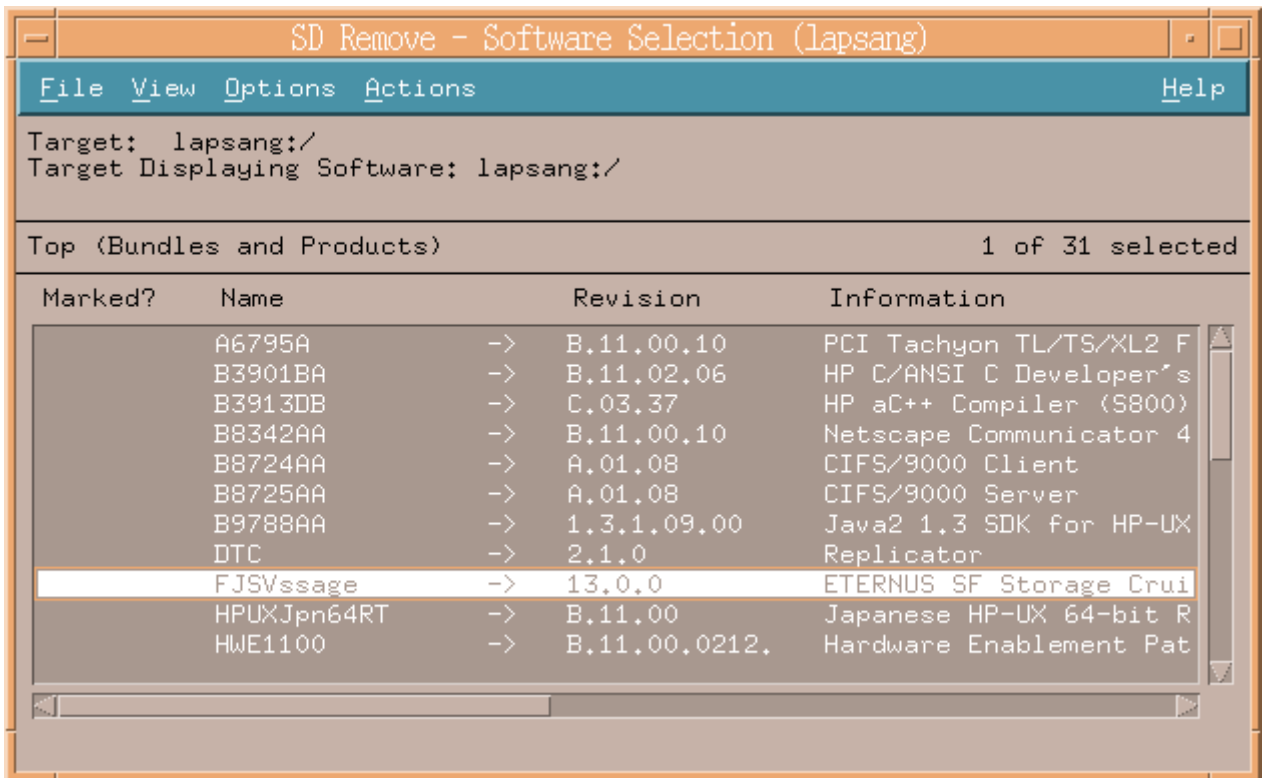 SD Remove - Software Selection (lapsang)
File View Options Actions Help
Target: lapsang:/
Target Displaying Software: lapsang:/
Top (Bundles and Products) 1 of 31 selected
Marked? Name Revision Information
A6795A -> B.11.00.10 PCI Tachyon TL/TS/XL2 F
B3901BA -> B.11.02.06 HP C/ANSI C Developer's
B3913DB -> C.03.37 HP aC++ Compiler (S800)
B8342AA -> B.11.00.10 Netscape Communicator 4
B8724AA -> A.01.08 CIFS/9000 Client
B8725AA -> A.01.08 CIFS/9000 Server
B9788AA -> 1.3.1.09.00 Java2 1.3 SDK for HP-UX
DTC -> 2.1.0 Replicator
FJSVssage -> 13.0.0 ETERNUS SF Storage Crui
HPUXJpn64RT -> B.11.00 Japanese HP-UX 64-bit R
HWE1100 -> B.11.00.0212. Hardware Enablement Pat